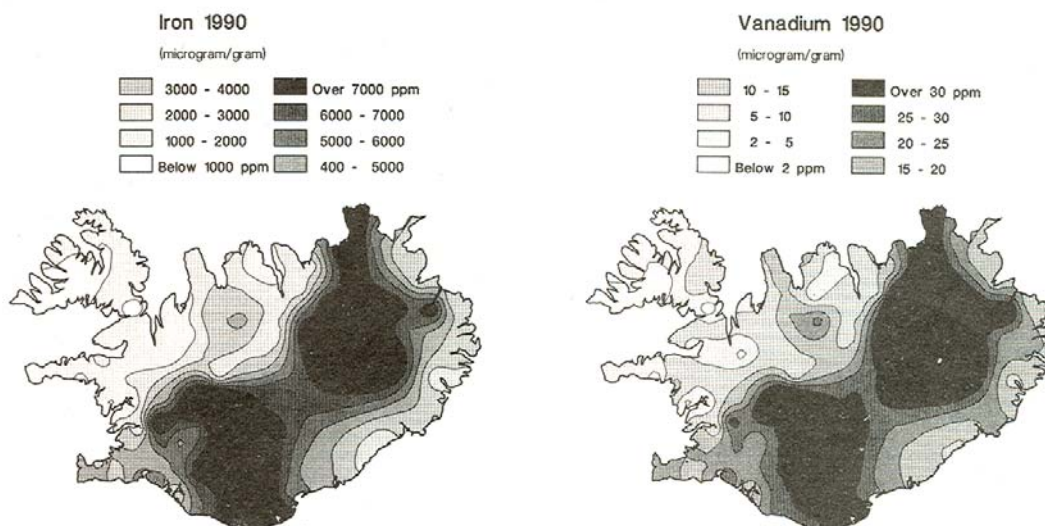 Iron 1990
(microgram/gram)
3000 - 4000
2000 - 3000
1000 - 2000
Below 1000 ppm
Over 7000 ppm
6000 - 7000
5000 - 6000
400 - 5000
Vanadium 1990
(microgram/gram)
10 - 15
5 - 10
2 - 5
Below 2 ppm
Over 30 ppm
25 - 30
20 - 25
15 - 20